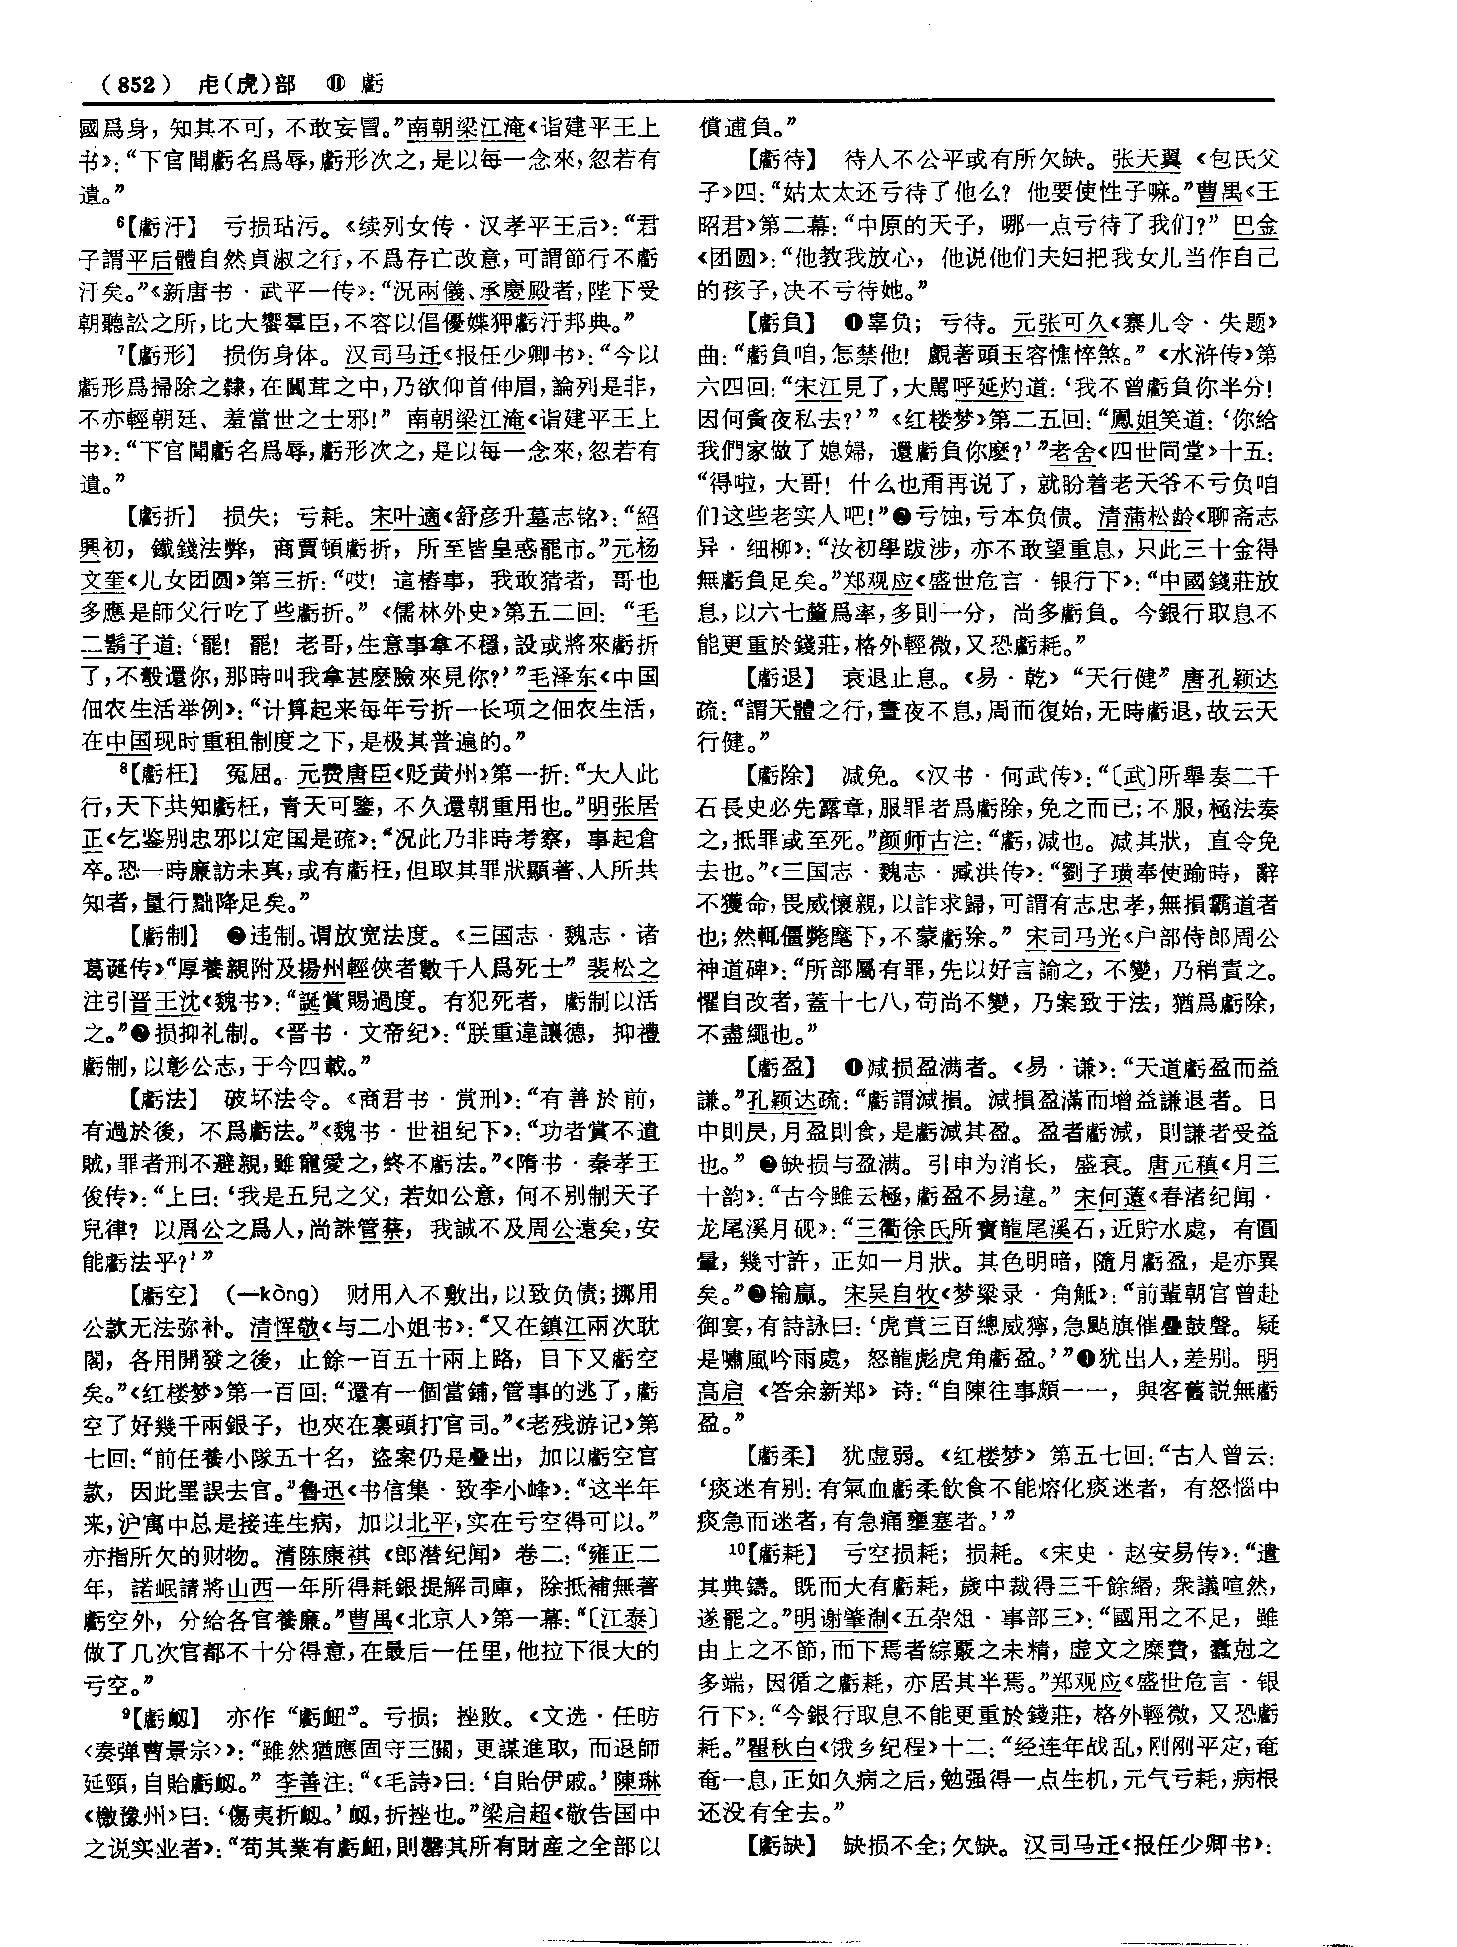 （852） 虍(虎)部 ⑪ 虧
國爲身，知其不可，不敢妄冒。”南朝梁江淹《诣建平王上
书》：“下官聞虧名爲辱，虧形次之，是以每一念來，忽若有
遺。”
⁶【虧汙】 亏损玷污。《续列女传·汉孝平王后》：“君
子謂平后體自然貞淑之行，不爲存亡改意，可謂節行不虧
汙矣。”《新唐书·武平一传》：“況兩儀、承慶殿者，陛下受
朝聽訟之所，比大饗羣臣，不容以倡優媟狎虧汙邦典。”
⁷【虧形】 损伤身体。汉司马迁《报任少卿书》：“今以
虧形爲掃除之隸，在闒茸之中，乃欲仰首伸眉，論列是非，
不亦輕朝廷、羞當世之士邪！” 南朝梁江淹《诣建平王上
书》：“下官聞虧名爲辱，虧形次之，是以每一念來，忽若有
遺。”
【虧折】 损失；亏耗。宋叶適《舒彦升墓志铭》：“紹
興初，鐵錢法弊，商賈頓虧折，所至皆皇惑罷市。”元杨
文奎《儿女团圆》第三折：“哎！這樁事，我敢猜者，哥也
多應是師父行吃了些虧折。”《儒林外史》第五二回：“毛
二鬍子道：‘罷！罷！老哥，生意事拿不穩，設或將來虧折
了，不彀還你，那時叫我拿甚麼臉來見你？’”毛泽东《中国
佃农生活举例》：“计算起来每年亏折一长项之佃农生活，
在中国现时重租制度之下，是极其普遍的。”
⁸【虧枉】 冤屈。元费唐臣《贬黄州》第一折：“大人此
行，天下共知虧枉，青天可鑒，不久還朝重用也。”明张居
正《乞鉴别忠邪以定国是疏》：“况此乃非時考察，事起倉
卒。恐一時廉訪未真，或有虧枉，但取其罪狀顯著、人所共
知者，量行黜降足矣。”
【虧制】 ❶违制。谓放宽法度。《三国志·魏志·诸
葛诞传》“厚養親附及揚州輕俠者數千人爲死士” 裴松之
注引晋王沈《魏书》：“誕賞賜過度。有犯死者，虧制以活
之。”❷损抑礼制。《晋书·文帝纪》：“朕重違讓德，抑禮
虧制，以彰公志，于今四載。”
【虧法】 破坏法令。《商君书·赏刑》：“有善於前，
有過於後，不爲虧法。”《魏书·世祖纪下》：“功者賞不遺
賊，罪者刑不避親，雖寵愛之，終不虧法。”《隋书·秦孝王
俊传》：“上曰：‘我是五兒之父，若如公意，何不别制天子
兒律？以周公之爲人，尚誅管蔡，我誠不及周公遠矣，安
能虧法乎？’”
【虧空】 （—kòng） 财用入不敷出，以致负债；挪用
公款无法弥补。清恽敬《与二小姐书》：“又在鎮江兩次耽
閣，各用開發之後，止餘一百五十兩上路，目下又虧空
矣。”《红楼梦》第一百回：“還有一個當鋪，管事的逃了，虧
空了好幾千兩銀子，也夾在裏頭打官司。”《老残游记》第
七回：“前任養小隊五十名，盜案仍是疊出，加以虧空官
款，因此罣誤去官。”魯迅《书信集·致李小峰》：“这半年
来，沪寓中总是接连生病，加以北平，实在亏空得可以。”
亦指所欠的财物。清陈康祺《郎潜纪闻》卷二：“雍正二
年，諾岷請將山西一年所得耗銀提解司庫，除抵補無著
虧空外，分給各官養廉。”曹禺《北京人》第一幕：“〔江泰〕
做了几次官都不十分得意，在最后一任里，他拉下很大的
亏空。”
⁹【虧衂】 亦作“虧衄”。亏损；挫败。《文选·任昉
〈奏弹曹景宗〉》：“雖然猶應固守三關，更謀進取，而退師
延頸，自貽虧衂。” 李善注：“《毛詩》曰：‘自貽伊戚。’陳琳
《檄豫州》曰：‘傷夷折衂。’衂，折挫也。”梁启超《敬告国中
之说实业者》：“苟其業有虧衄，則罄其所有財産之全部以
償逋負。”
【虧待】 待人不公平或有所欠缺。张天翼《包氏父
子》四：“姑太太还亏待了他么？他要使性子嘛。”曹禺《王
昭君》第二幕：“中原的天子，哪一点亏待了我们？” 巴金
《团圆》：“他教我放心，他说他们夫妇把我女儿当作自己
的孩子，决不亏待她。”
【虧負】 ❶辜负；亏待。元张可久《寨儿令·失题》
曲：“虧負咱，怎禁他！覷著頭玉容憔悴煞。”《水浒传》第
六四回：“宋江見了，大駡呼延灼道：‘我不曾虧負你半分！
因何夤夜私去？’”《红楼梦》第二五回：“鳳姐笑道：‘你給
我們家做了媳婦，還虧負你麽？’”老舍《四世同堂》十五：
“得啦，大哥！什么也甭再说了，就盼着老天爷不亏负咱
们这些老实人吧！”❷亏蚀，亏本负债。清蒲松龄《聊斋志
异·细柳》：“汝初學跋涉，亦不敢望重息，只此三十金得
無虧負足矣。”郑观应《盛世危言·银行下》：“中國錢莊放
息，以六七釐爲率，多則一分，尚多虧負。今銀行取息不
能更重於錢莊，格外輕微，又恐虧耗。”
【虧退】 衰退止息。《易·乾》“天行健”唐孔颖达
疏：“謂天體之行，晝夜不息，周而復始，无時虧退，故云天
行健。”
【虧除】 减免。《汉书·何武传》：“〔武〕所舉奏二千
石長史必先露章，服罪者爲虧除，免之而已；不服，極法奏
之，抵罪或至死。”颜师古注：“虧，减也。減其狀，直令免
去也。”《三国志·魏志·臧洪传》：“劉子璜奉使踰時，辭
不獲命，畏威懷親，以詐求歸，可謂有志忠孝，無損霸道者
也；然輒僵斃麾下，不蒙虧除。” 宋司马光《户部侍郎周公
神道碑》：“所部屬有罪，先以好言諭之，不變，乃稍責之。
懼自改者，蓋十七八，苟尚不變，乃案致于法，猶爲虧除，
不盡繩也。”
【虧盈】 ❶减损盈满者。《易·谦》：“天道虧盈而益
謙。”孔颖达疏：“虧謂減損。減損盈滿而增益謙退者。日
中則昃，月盈則食，是虧減其盈。盈者虧減，則謙者受益
也。” ❷缺损与盈满。引申为消长，盛衰。唐元稹《月三
十韵》：“古今雖云極，虧盈不易違。” 宋何薳《春渚纪闻·
龙尾溪月砚》：“三衢徐氏所寶龍尾溪石，近貯水處，有圓
暈，幾寸許，正如一月狀。其色明暗，隨月虧盈，是亦異
矣。”❸输赢。宋吴自牧《梦粱录·角觝》：“前輩朝官曾赴
御宴，有詩詠曰：‘虎賁三百總威獰，急颭旗催疊鼓聲。疑
是嘯風吟雨處，怒龍彪虎角虧盈。’”❹犹出入，差别。明
高启《答余新郑》诗：“自陳往事頗一一，與客舊説無虧
盈。”
【虧柔】 犹虚弱。《红楼梦》第五七回：“古人曾云：
‘痰迷有别：有氣血虧柔飲食不能熔化痰迷者，有怒惱中
痰急而迷者，有急痛壅塞者。’”
¹⁰【虧耗】 亏空损耗；损耗。《宋史·赵安易传》：“遣
其典鑄。既而大有虧耗，歲中裁得三千餘緡，衆議喧然，
遂罷之。”明谢肇淛《五杂俎·事部三》：“國用之不足，雖
由上之不節，而下焉者綜覈之未精，虚文之糜費，蠹尅之
多端，因循之虧耗，亦居其半焉。”郑观应《盛世危言·银
行下》：“今銀行取息不能更重於錢莊，格外輕微，又恐虧
耗。”瞿秋白《饿乡纪程》十二：“经连年战乱，刚刚平定，奄
奄一息，正如久病之后，勉强得一点生机，元气亏耗，病根
还没有全去。”
【虧缺】 缺损不全；欠缺。汉司马迁《报任少卿书》：